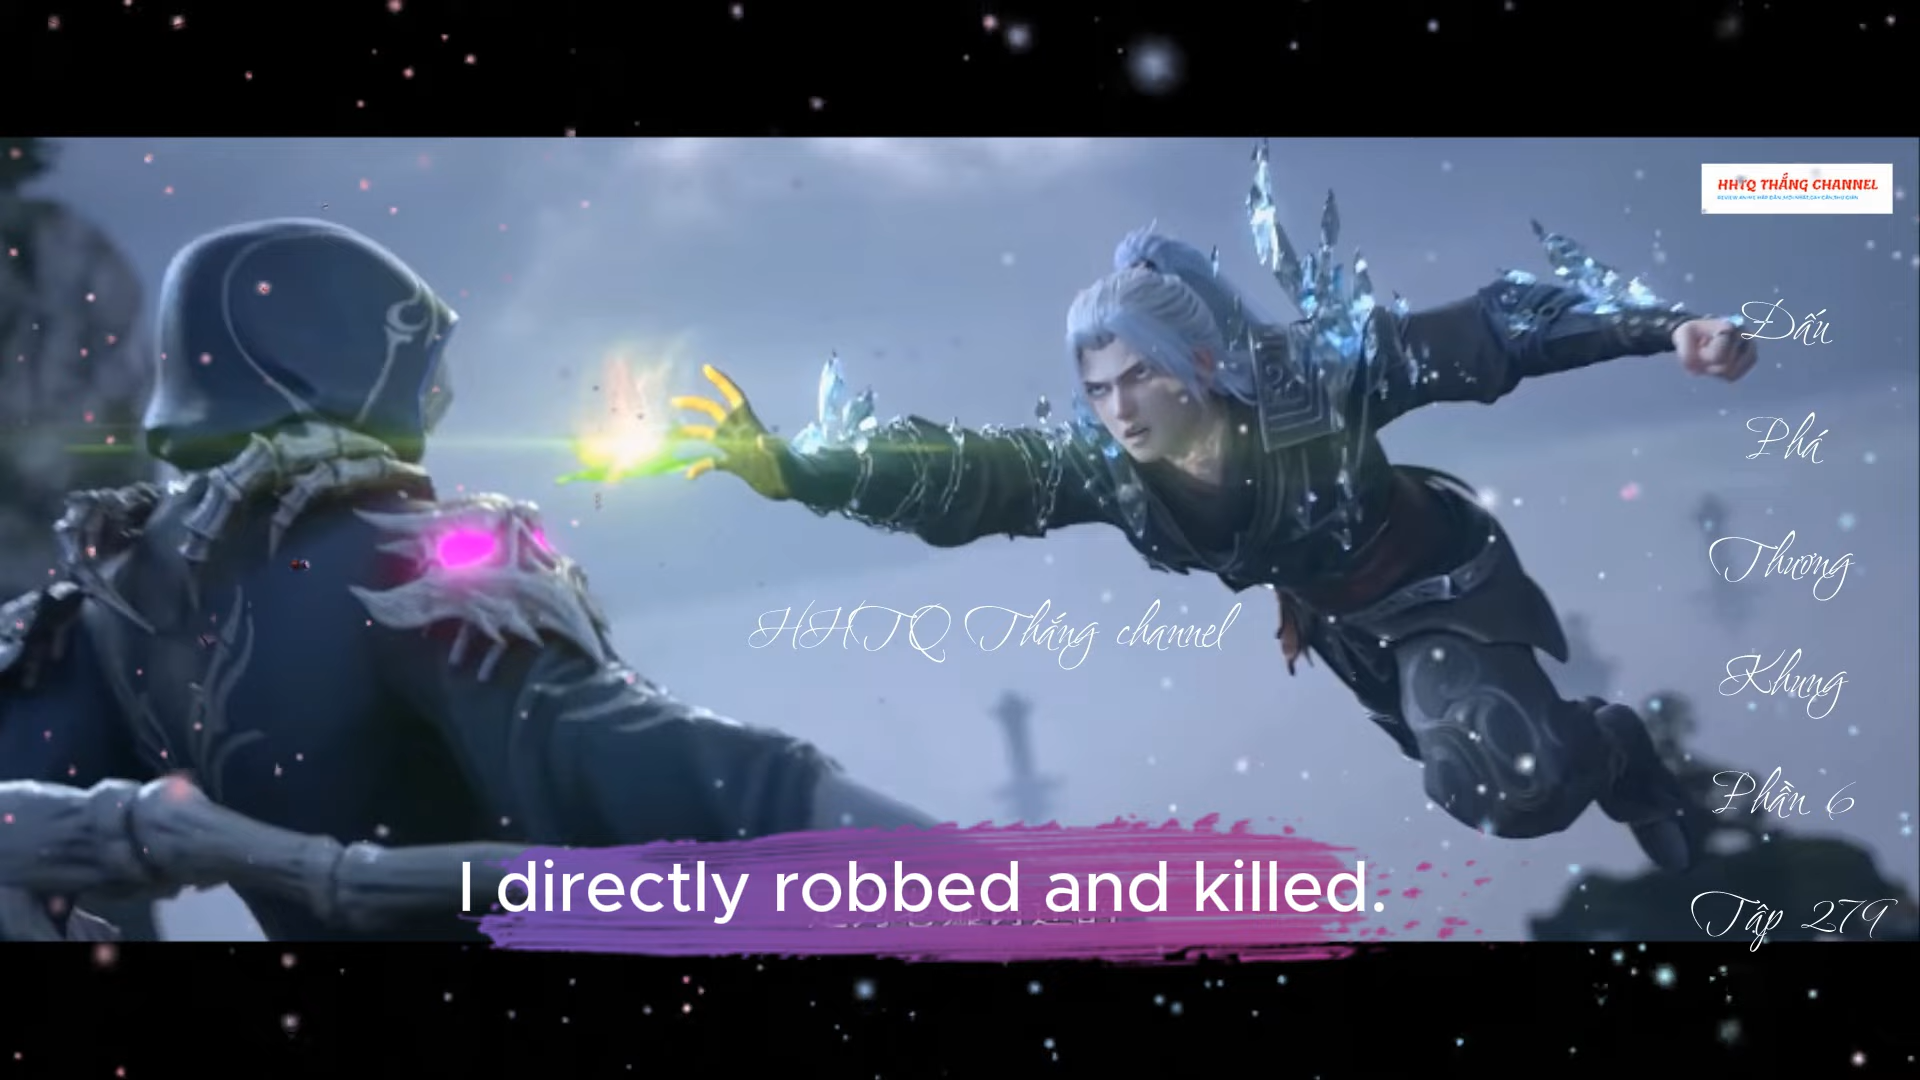 HHTQ THẮNG CHANNEL
Đấu
Phá
Thương
Khung
Phần 6
Tập 279
HHTQ Thắng channel
I directly robbed and killed.